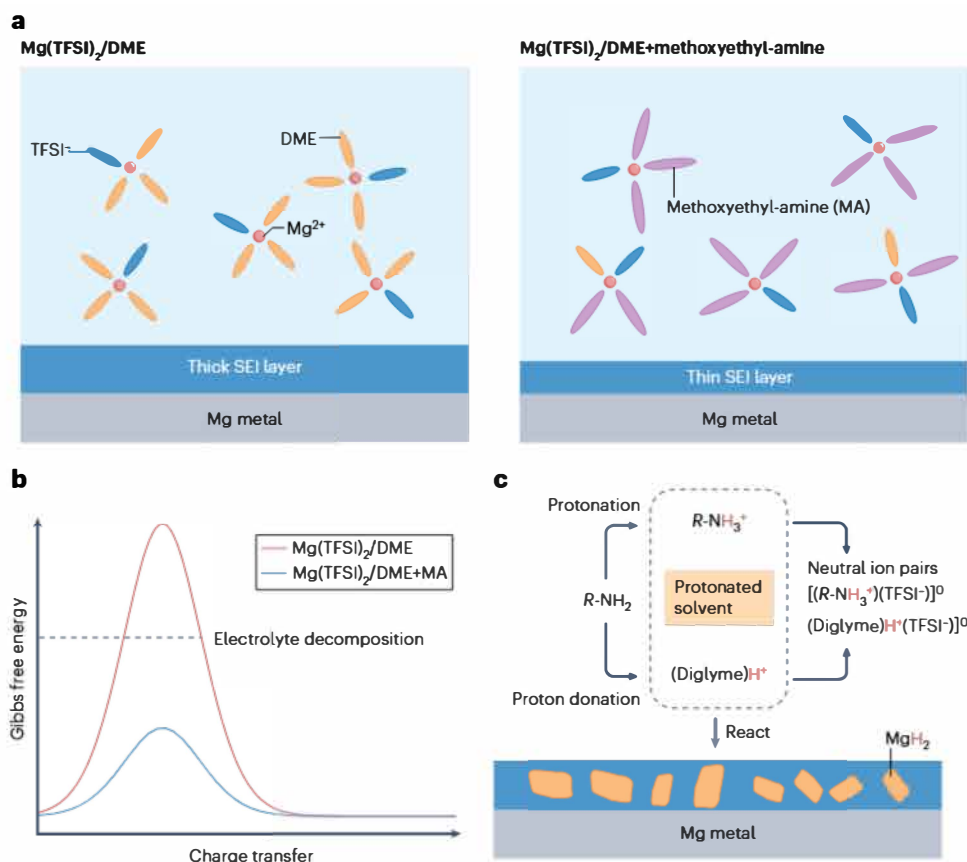 a
Mg(TFSI)₂/DME
TFSI⁻
DME
Mg²⁺
Thick SEI layer
Mg metal
Mg(TFSI)₂/DME+methoxyethyl-amine
Methoxyethyl-amine (MA)
Thin SEI layer
Mg metal
b
Gibbs free energy
Mg(TFSI)₂/DME
Mg(TFSI)₂/DME+MA
Electrolyte decomposition
Charge transfer
c
Protonation
R-NH₃⁺
R-NH₂
Protonated
solvent
(Diglyme)H⁺
Proton donation
Neutral ion pairs
[(R-NH₃⁺)(TFSI⁻)]⁰
(Diglyme)H⁺(TFSI⁻)]⁰
React
MgH₂
Mg metal